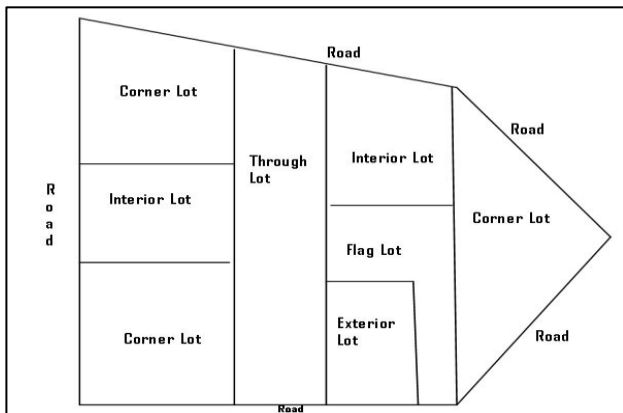 Road
Corner Lot
Road
Through
Lot
Interior Lot
Road
Interior Lot
Corner Lot
Flag Lot
Exterior
Lot
Corner Lot
Road
Road